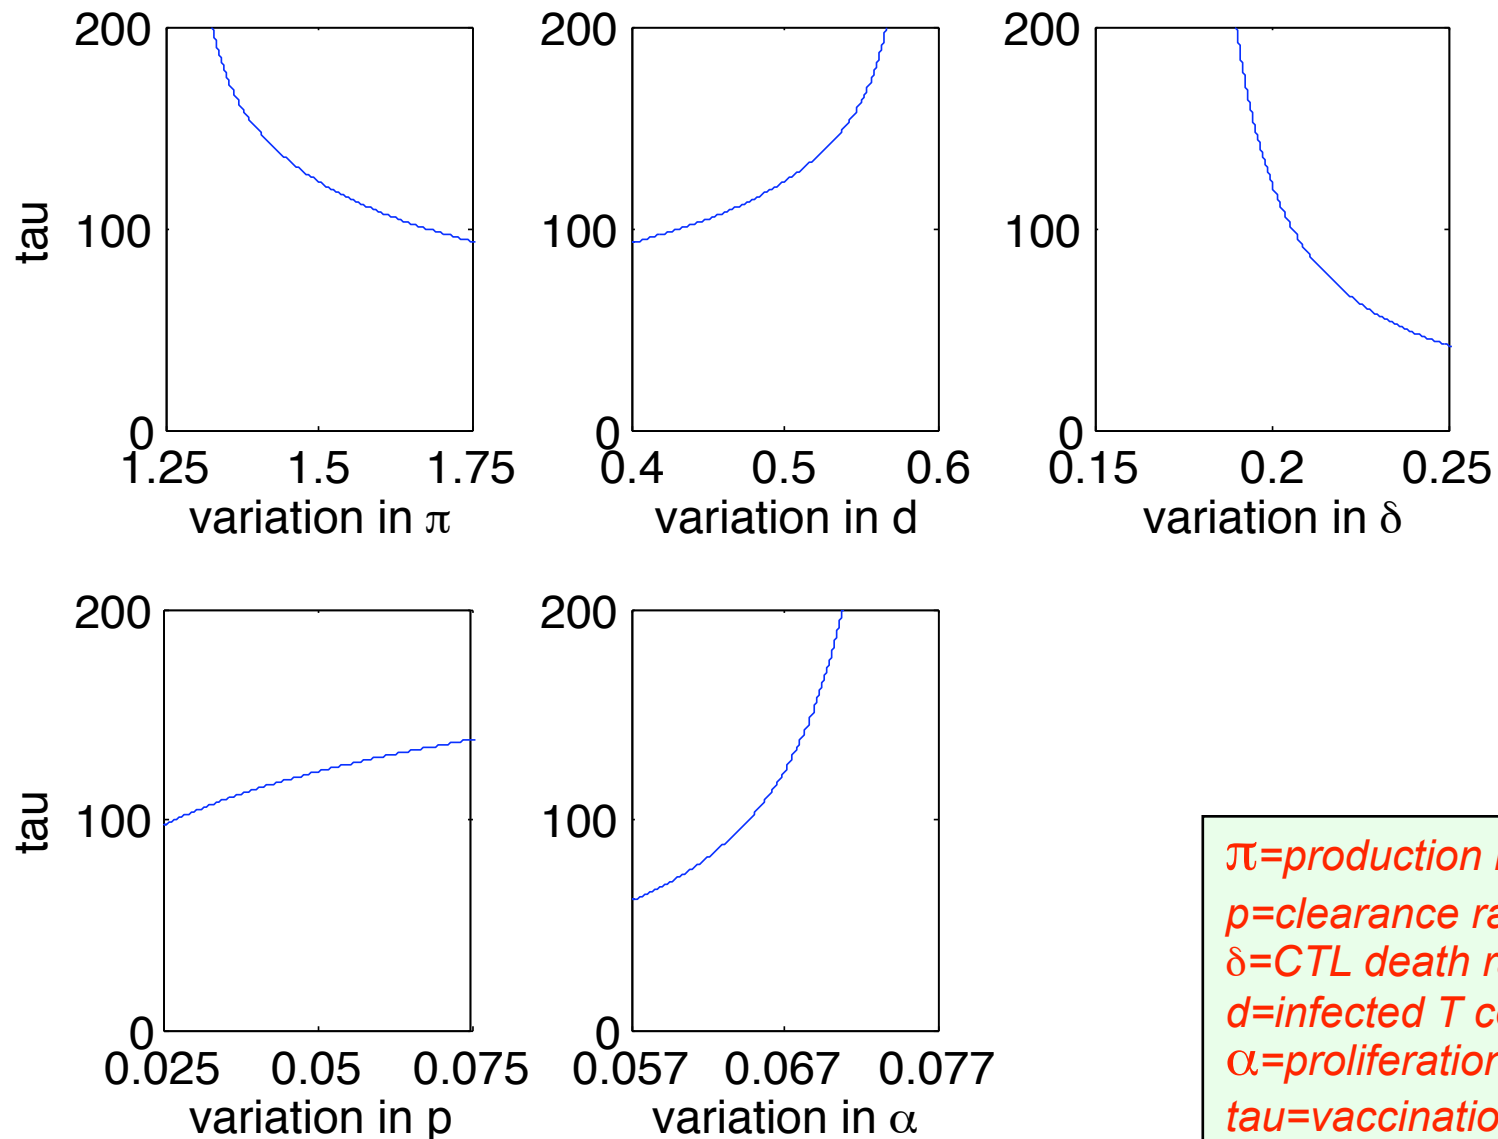 200
100
0
tau
1.25 1.5 1.75
variation in π
200
100
0
0.4 0.5 0.6
variation in d
200
100
0
0.15 0.2 0.25
variation in δ
200
100
0
tau
0.025 0.05 0.075
variation in p
200
100
0
0.057 0.067 0.077
variation in α
π=production
p=clearance
δ=CTL death
d=infected T
α=proliferation
tau=vaccination